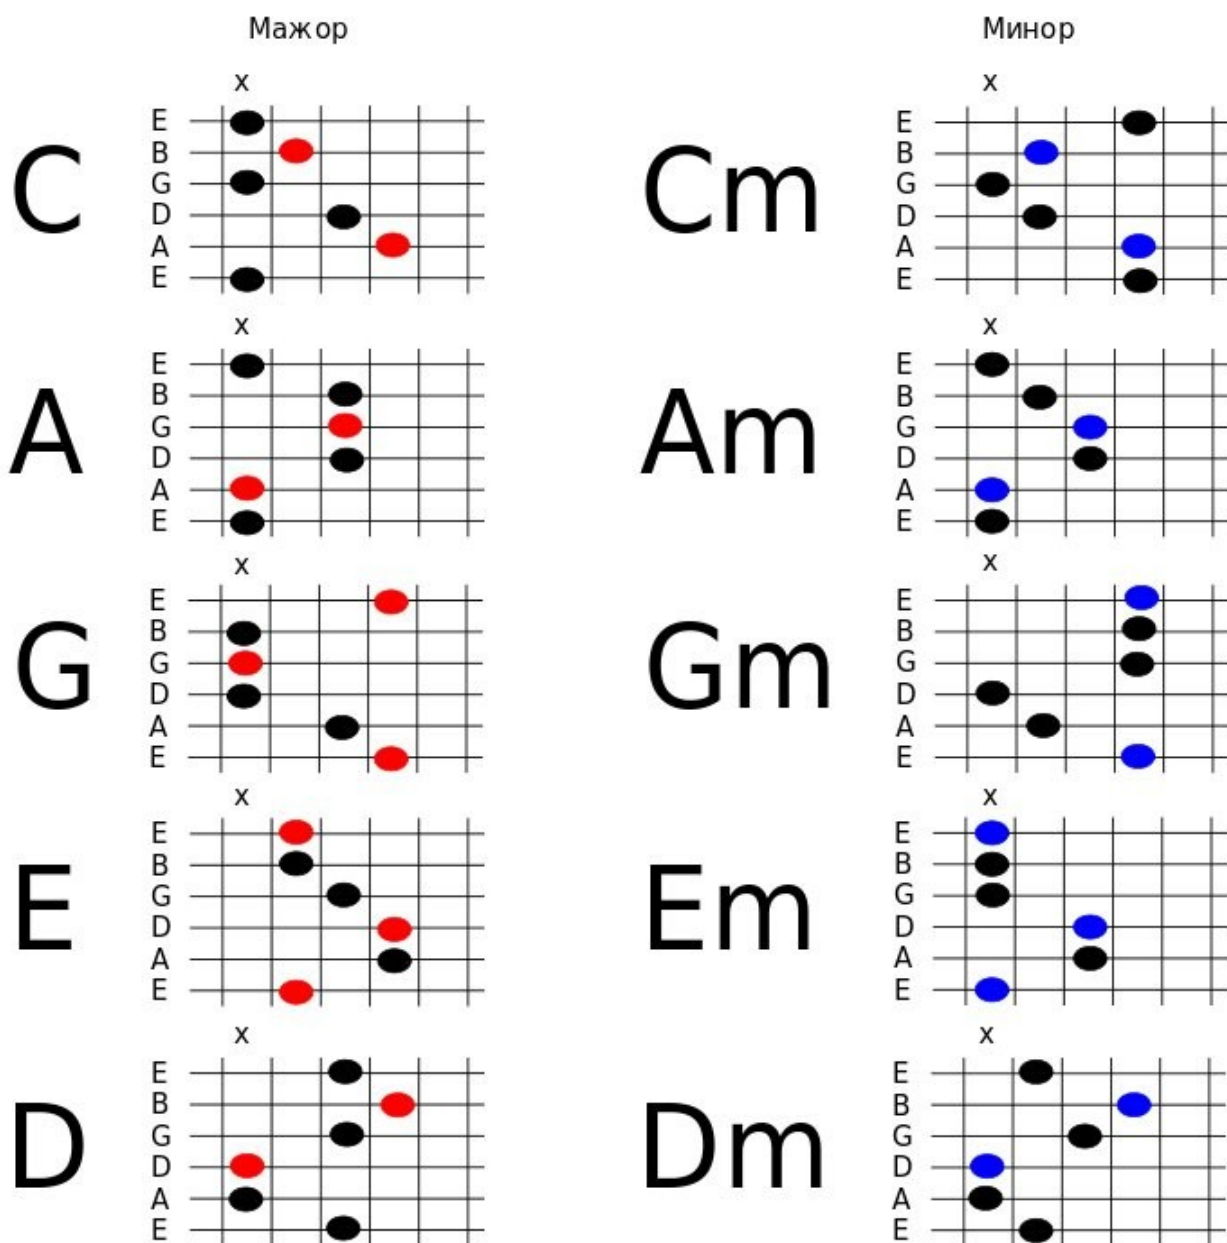 Мажор Минор
x x
C E B G D A E Cm E B G D A E
x x
A E B G D A E Am E B G D A E
x x
G E B G D A E Gm E B G D A E
x x
E E B G D A E Em E B G D A E
x x
D E B G D A E Dm E B G D A E